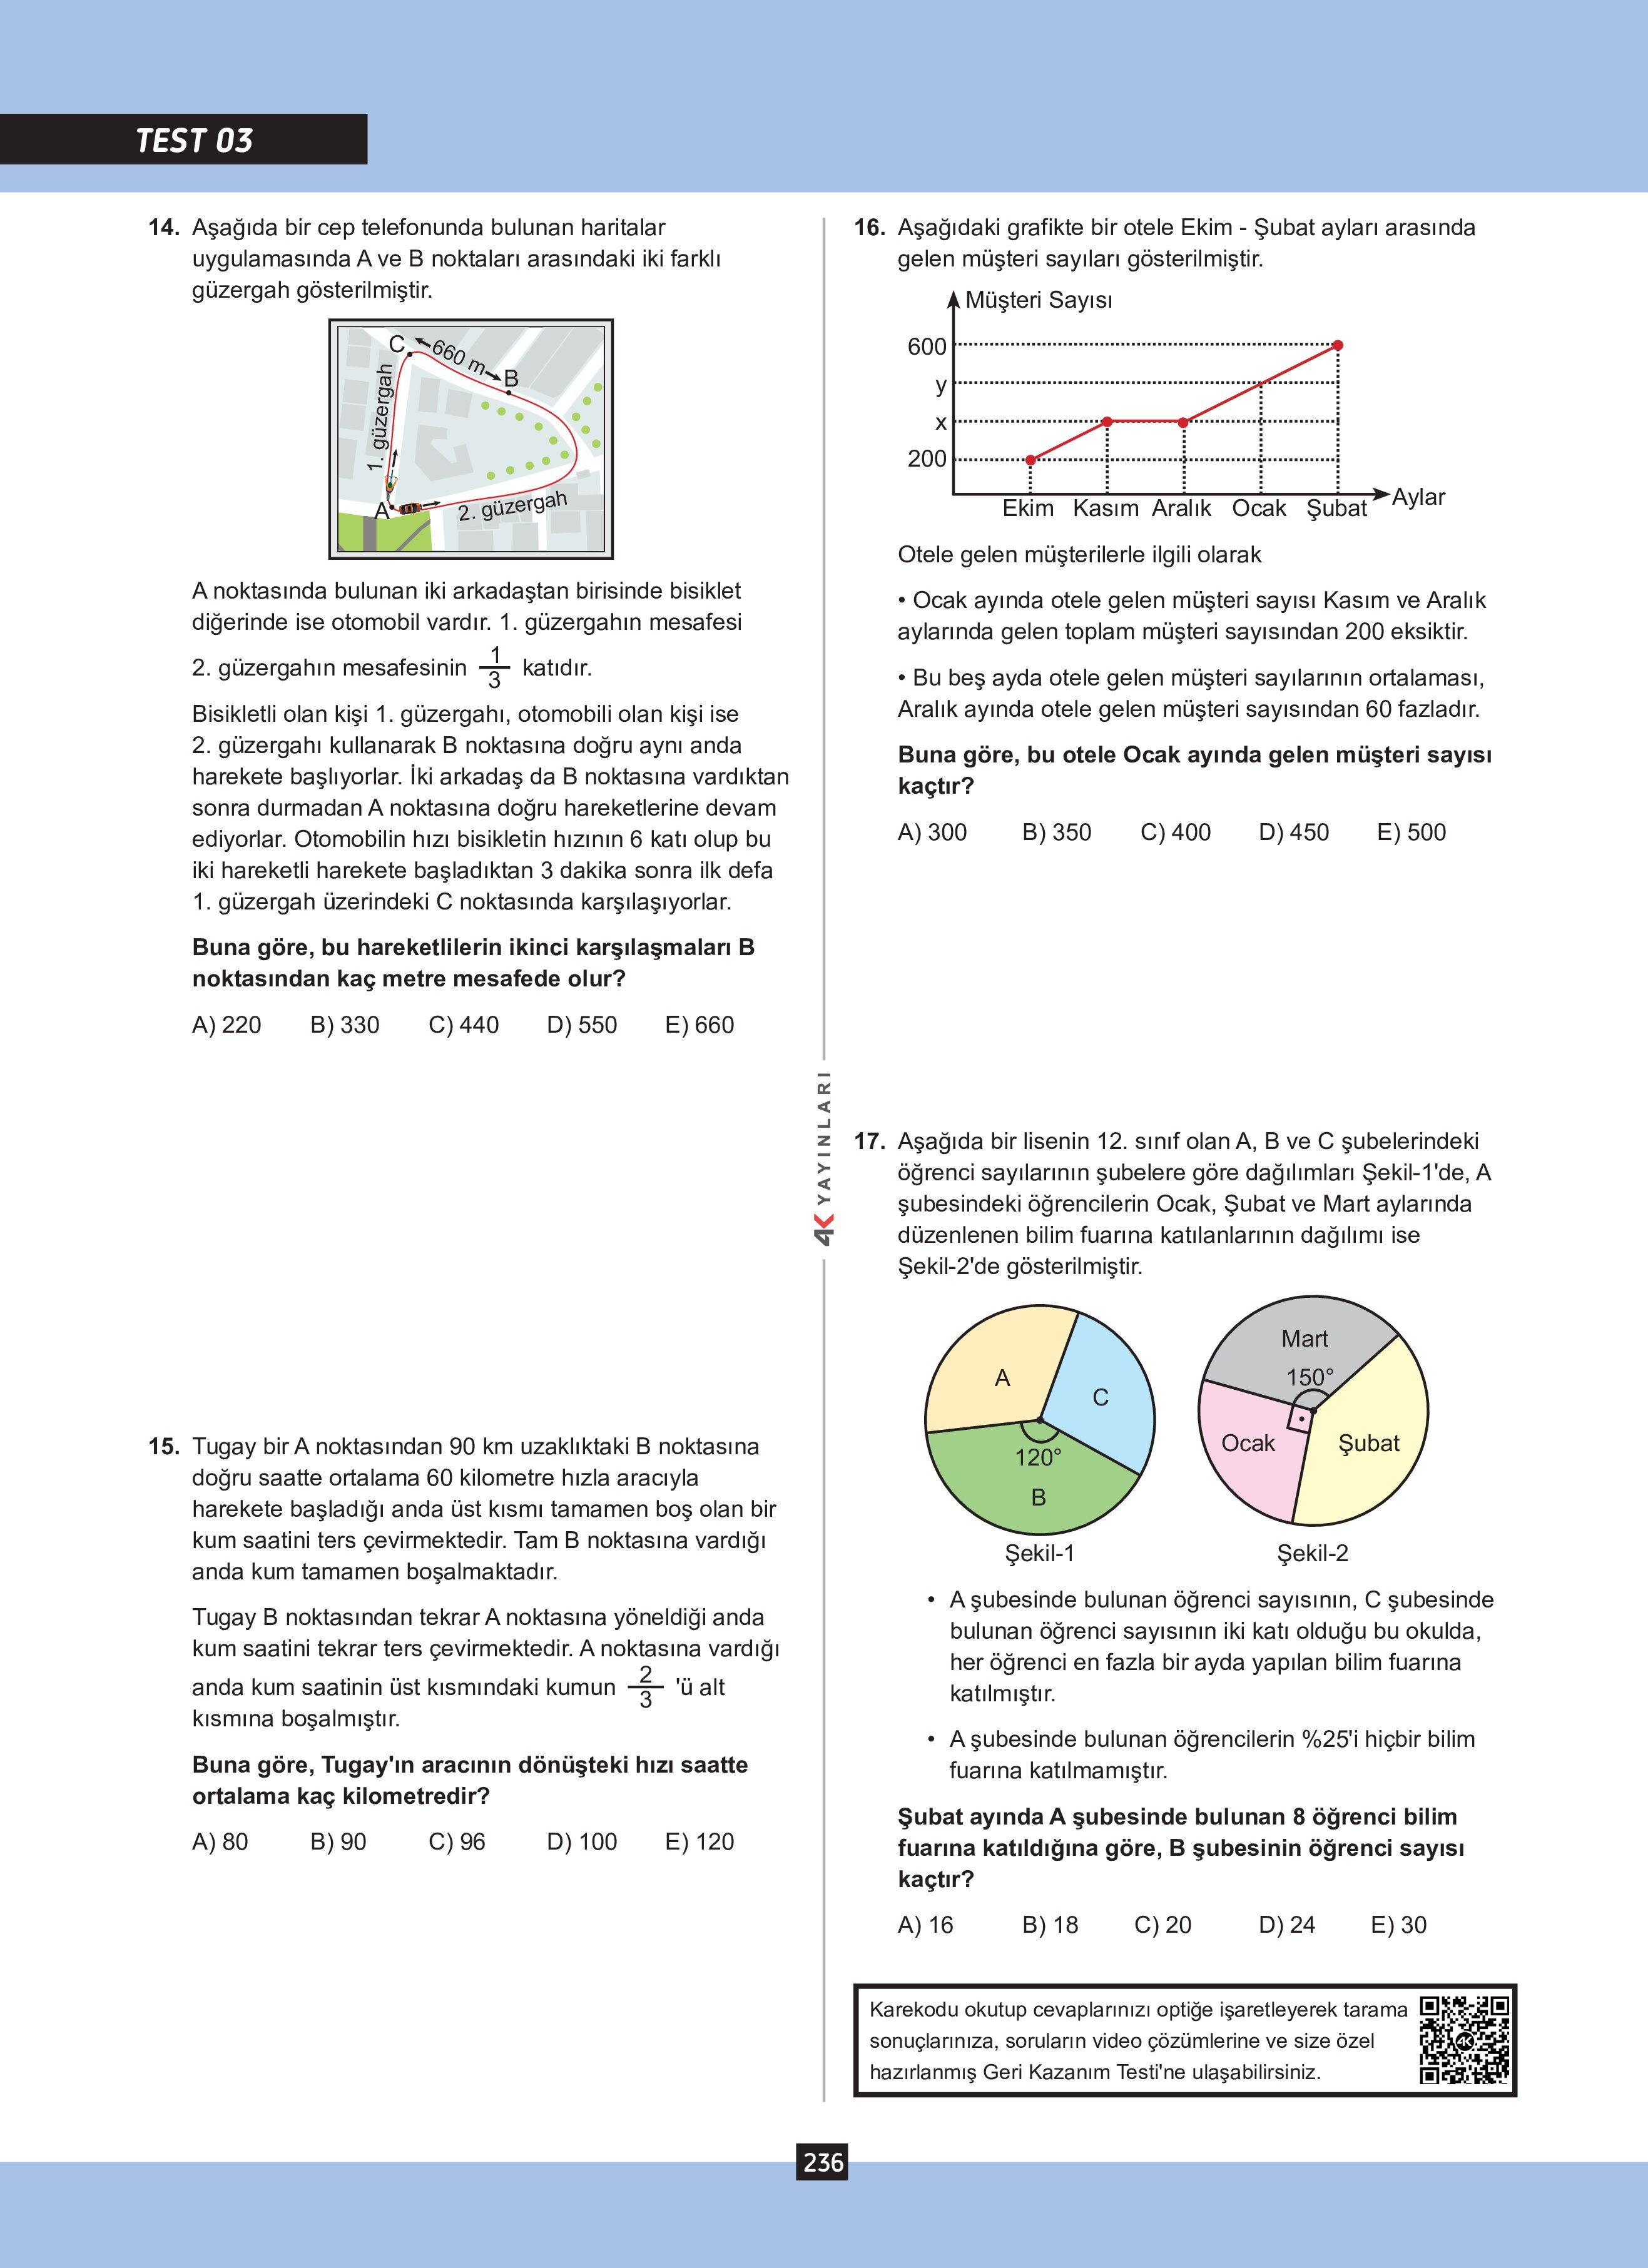 TEST 03
14. Aşağıda bir cep telefonunda bulunan haritalar
uygulamasında A ve B noktaları arasındaki iki farklı
güzergah gösterilmiştir.
C
660 m
B
1. güzergah
A
2. güzergah
A noktasında bulunan iki arkadaştan birisinde bisiklet
diğerinde ise otomobil vardır. 1. güzergahın mesafesi
2. güzergahın mesafesinin 1/3 katıdır.
Bisikletli olan kişi 1. güzergahı, otomobili olan kişi ise
2. güzergahı kullanarak B noktasına doğru aynı anda
harekete başlıyorlar. İki arkadaş da B noktasına vardıktan
sonra durmadan A noktasına doğru hareketlerine devam
ediyorlar. Otomobilin hızı bisikletin hızının 6 katı olup bu
iki hareketli harekete başladıktan 3 dakika sonra ilk defa
1. güzergah üzerindeki C noktasında karşılaşıyorlar.
Buna göre, bu hareketlilerin ikinci karşılaşmaları B
noktasından kaç metre mesafede olur?
A) 220 B) 330 C) 440 D) 550 E) 660
15. Tugay bir A noktasından 90 km uzaklıktaki B noktasına
doğru saatte ortalama 60 kilometre hızla aracıyla
harekete başladığı anda üst kısmı tamamen boş olan bir
kum saatini ters çevirmektedir. Tam B noktasına vardığı
anda kum tamamen boşalmaktadır.
Tugay B noktasından tekrar A noktasına yöneldiği anda
kum saatini tekrar ters çevirmektedir. A noktasına vardığı
anda kum saatinin üst kısmındaki kumun 2/3 'ü alt
kısmına boşalmıştır.
Buna göre, Tugay'ın aracının dönüşteki hızı saatte
ortalama kaç kilometredir?
A) 80 B) 90 C) 96 D) 100 E) 120
4K YAYINLARI
16. Aşağıdaki grafikte bir otele Ekim - Şubat ayları arasında
gelen müşteri sayıları gösterilmiştir.
Müşteri Sayısı
600
y
x
200
Ekim Kasım Aralık Ocak Şubat Aylar
Otele gelen müşterilerle ilgili olarak
• Ocak ayında otele gelen müşteri sayısı Kasım ve Aralık
aylarında gelen toplam müşteri sayısından 200 eksiktir.
• Bu beş ayda otele gelen müşteri sayılarının ortalaması,
Aralık ayında otele gelen müşteri sayısından 60 fazladır.
Buna göre, bu otele Ocak ayında gelen müşteri sayısı
kaçtır?
A) 300 B) 350 C) 400 D) 450 E) 500
17. Aşağıda bir lisenin 12. sınıf olan A, B ve C şubelerindeki
öğrenci sayılarının şubelere göre dağılımları Şekil-1'de, A
şubesindeki öğrencilerin Ocak, Şubat ve Mart aylarında
düzenlenen bilim fuarına katılanlarının dağılımı ise
Şekil-2'de gösterilmiştir.
A
C
120°
B
Şekil-1
Mart
150°
Ocak
Şubat
Şekil-2
• A şubesinde bulunan öğrenci sayısının, C şubesinde
bulunan öğrenci sayısının iki katı olduğu bu okulda,
her öğrenci en fazla bir ayda yapılan bilim fuarına
katılmıştır.
• A şubesinde bulunan öğrencilerin %25'i hiçbir bilim
fuarına katılmamıştır.
Şubat ayında A şubesinde bulunan 8 öğrenci bilim
fuarına katıldığına göre, B şubesinin öğrenci sayısı
kaçtır?
A) 16 B) 18 C) 20 D) 24 E) 30
Karekodu okutup cevaplarınızı optiğe işaretleyerek tarama
sonuçlarınıza, soruların video çözümlerine ve size özel
hazırlanmış Geri Kazanım Testi'ne ulaşabilirsiniz.
4K
236